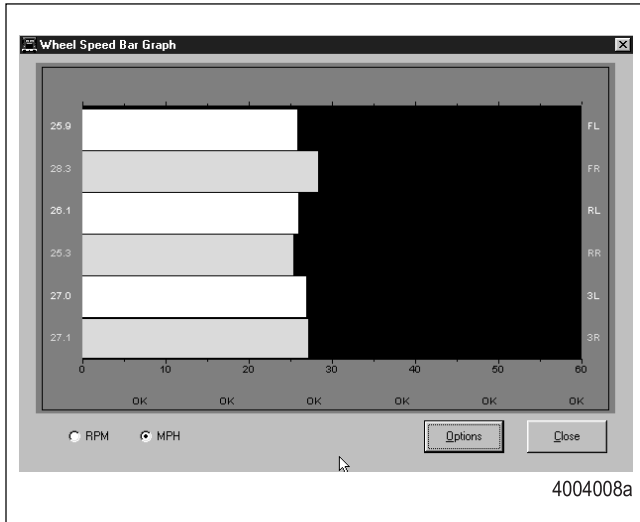 Wheel Speed Bar Graph
25.9 FL
28.3 FR
26.1 RL
25.3 RR
27.0 3L
27.1 3R
0 10 20 30 40 50 60
OK OK OK OK OK OK
RPM MPH Options Close
4004008a